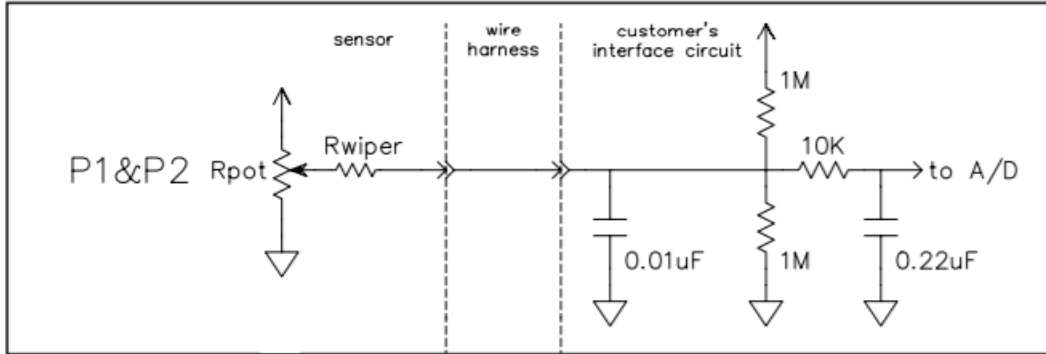 sensor
wire
harness
customer's
interface circuit
1M
Rwiper
10K
P1&P2
Rpot
to A/D
0.01uF
1M
0.22uF